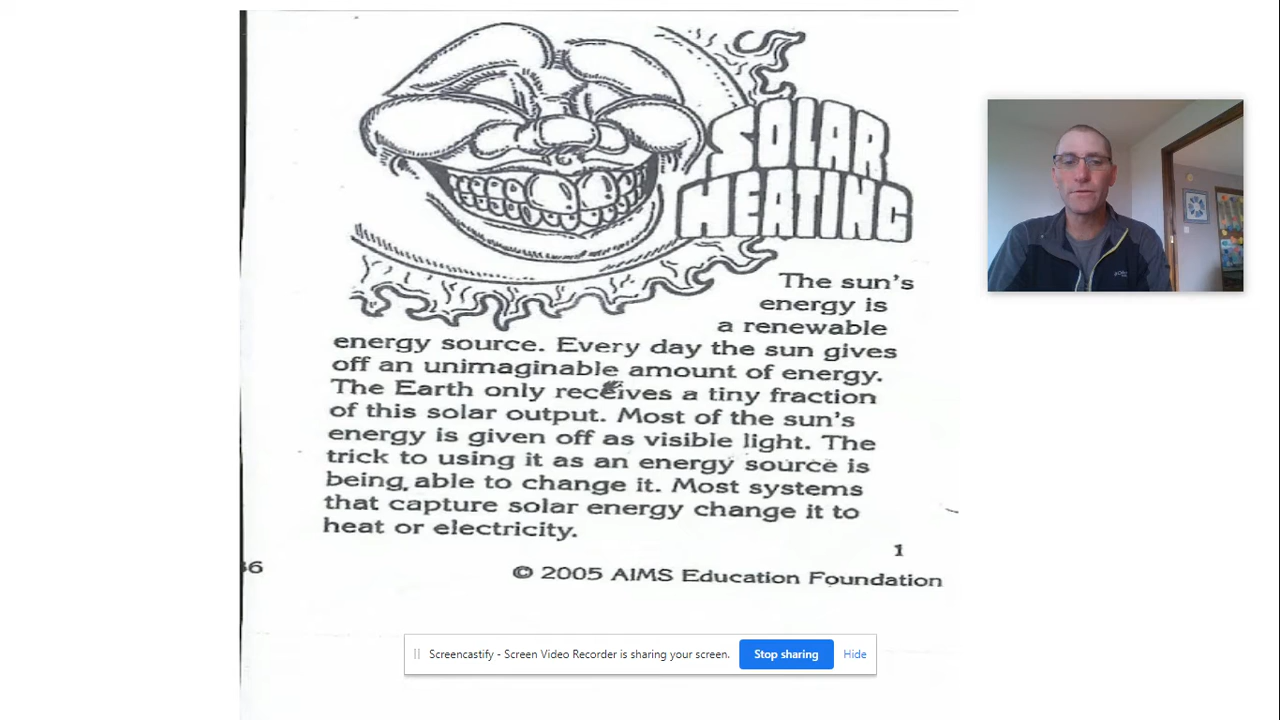 SOLAR
HEATING
The sun's
energy is
a renewable
energy source. Every day the sun gives
off an unimaginable amount of energy.
The Earth only receives a tiny fraction
of this solar output. Most of the sun's
energy is given off as visible light. The
trick to using it as an energy source is
being able to change it. Most systems
that capture solar energy change it to
heat or electricity.
1
36
© 2005 AIMS Education Foundation
Screencastify - Screen Video Recorder is sharing your screen.
Stop sharing
Hide